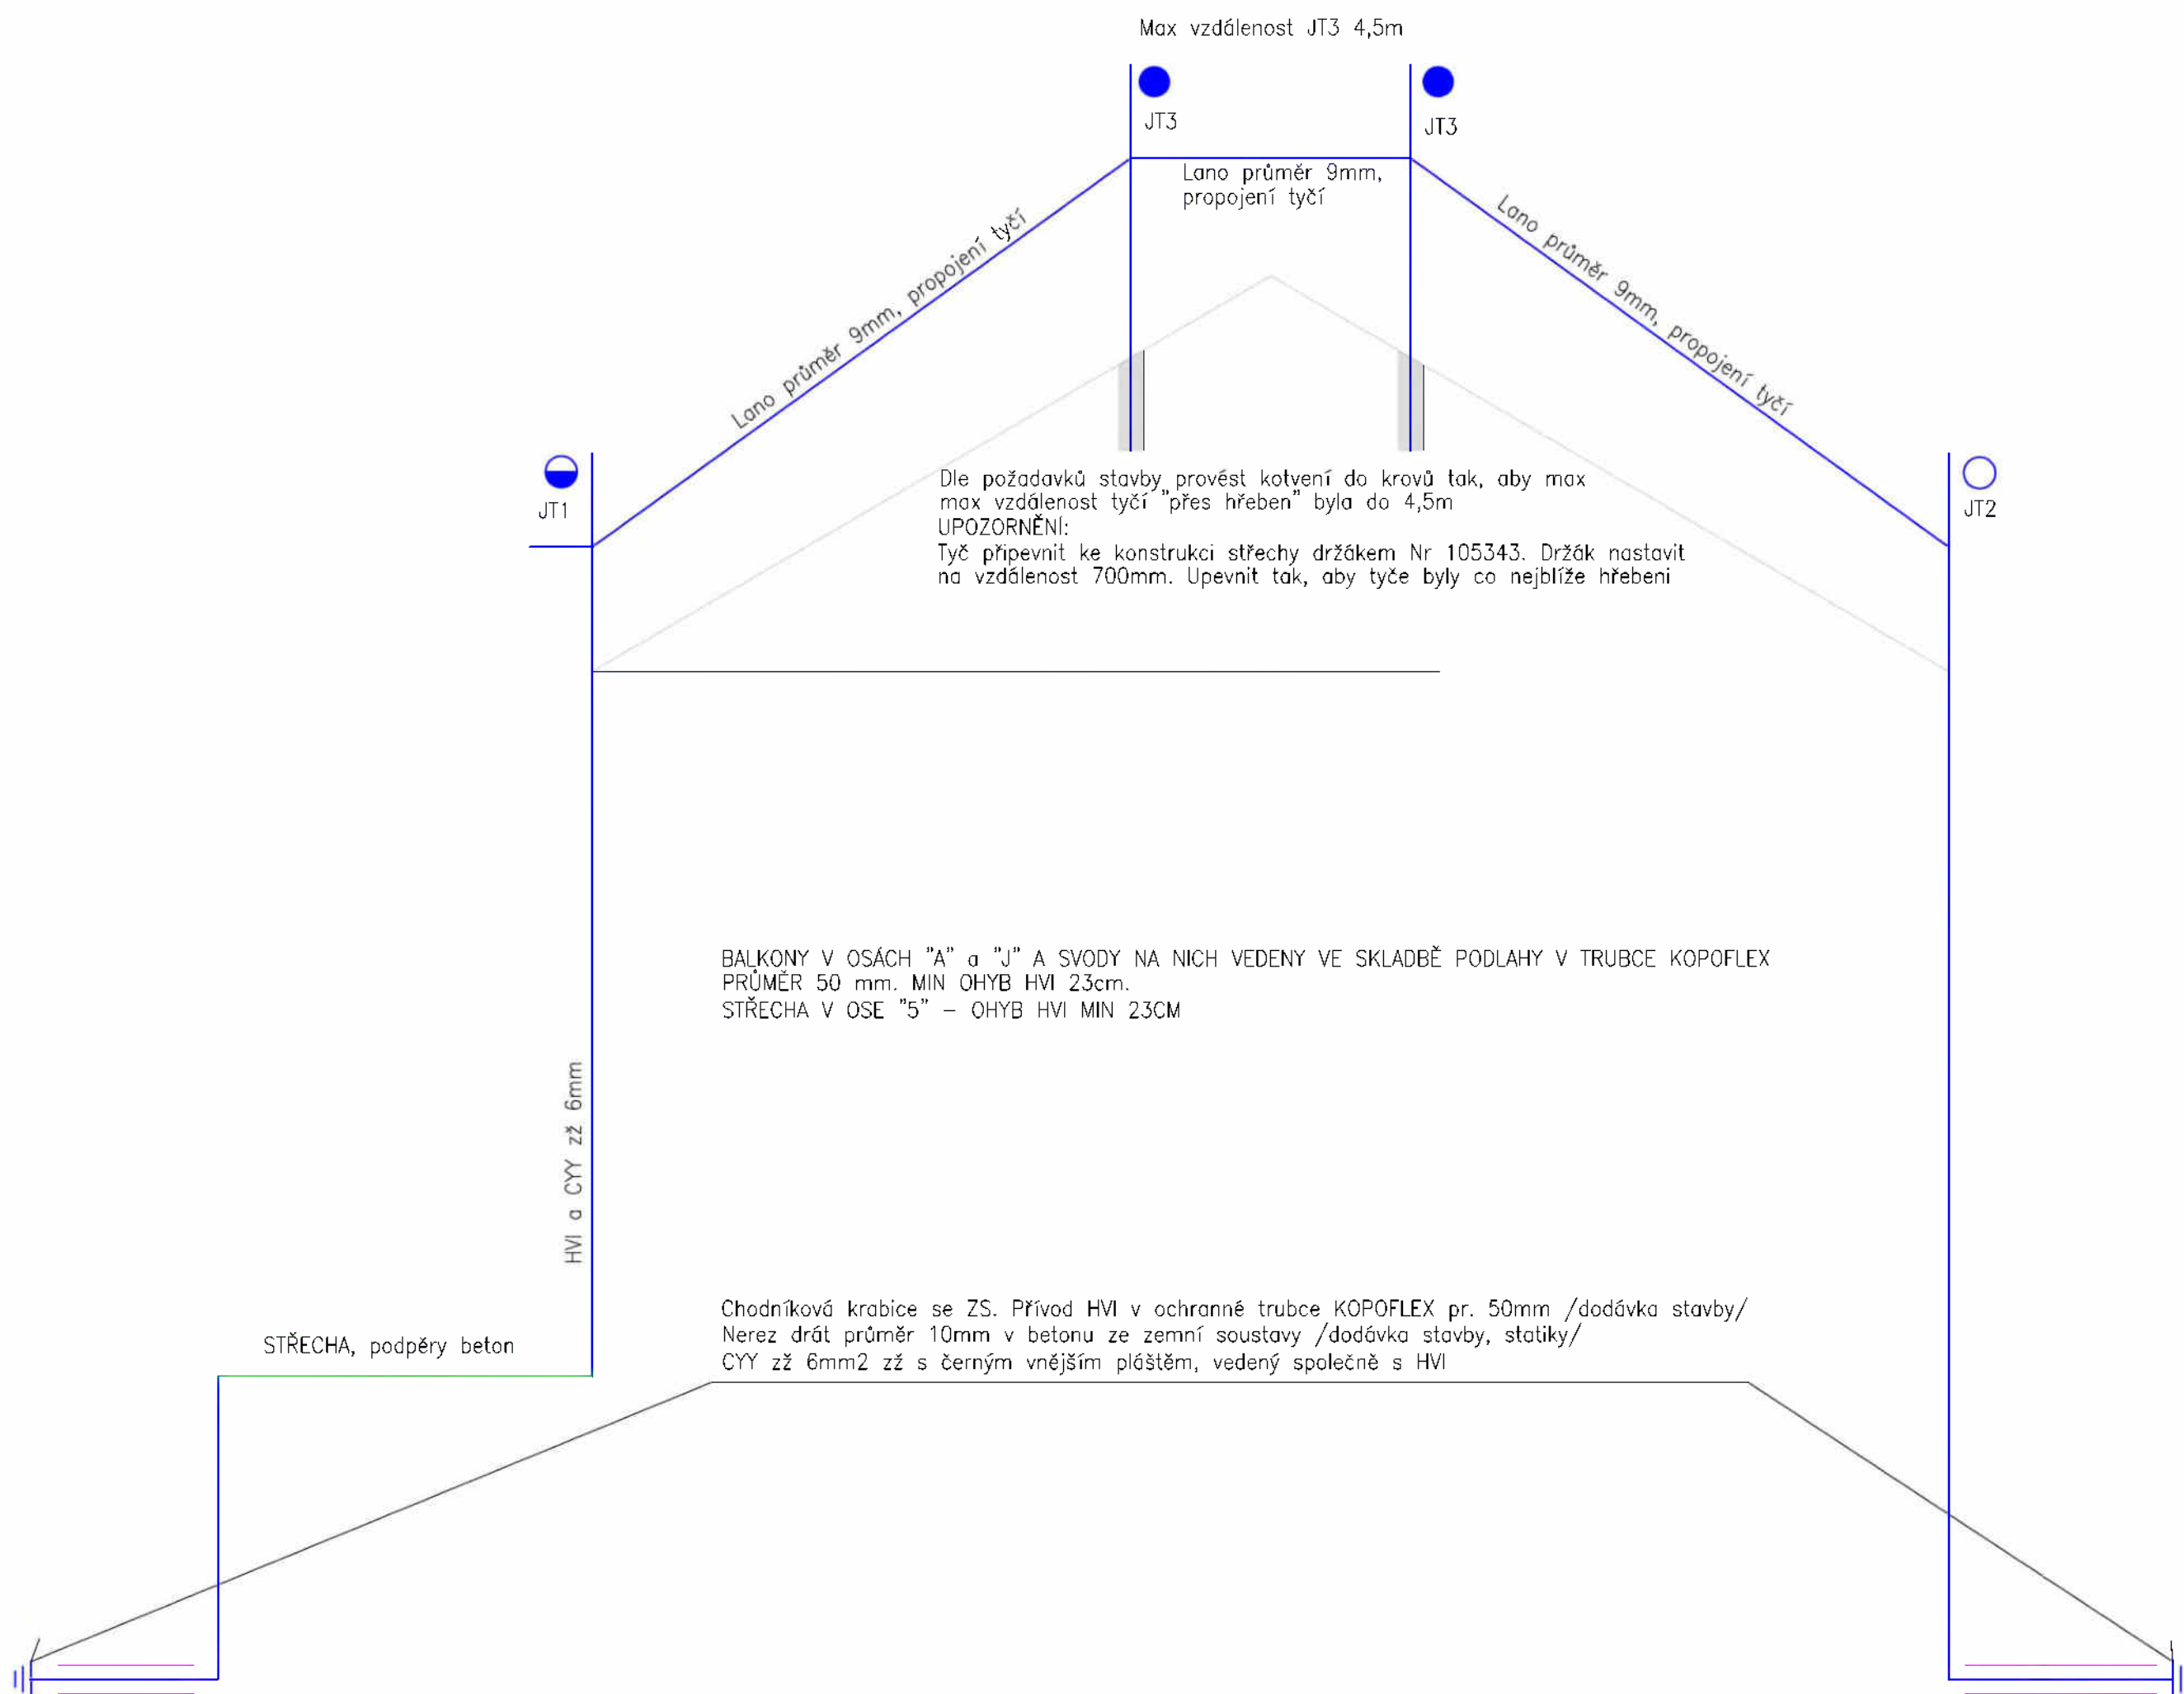 Max vzdálenost JT3 4,5m
JT3
JT3
Lano průměr 9mm,
propojení tyčí
Lano průměr 9mm, propojení tyčí
Lano průměr 9mm, propojení tyčí
JT1
JT2
Dle požadavků stavby provést kotvení do krovů tak, aby max
max vzdálenost tyčí "přes hřeben" byla do 4,5m
UPOZORNĚNÍ:
Tyč připevnit ke konstrukci střechy držákem Nr 105343. Držák nastavit
na vzdálenost 700mm. Upevnit tak, aby tyče byly co nejblíže hřebeni
BALKONY V OSÁCH "A" a "J" A SVODY NA NICH VEDENY VE SKLADBĚ PODLAHY V TRUBCE KOPOFLEX
PRŮMĚR 50 mm. MIN OHYB HVI 23cm.
STŘECHA V OSE "5" – OHYB HVI MIN 23CM
HVI a CYY zž 6mm
STŘECHA, podpěry beton
Chodníková krabice se ZS. Přívod HVI v ochranné trubce KOPOFLEX pr. 50mm /dodávka stavby/
Nerez drát průměr 10mm v betonu ze zemní soustavy /dodávka stavby, statiky/
CYY zž 6mm2 zž s černým vnějším pláštěm, vedený společně s HVI